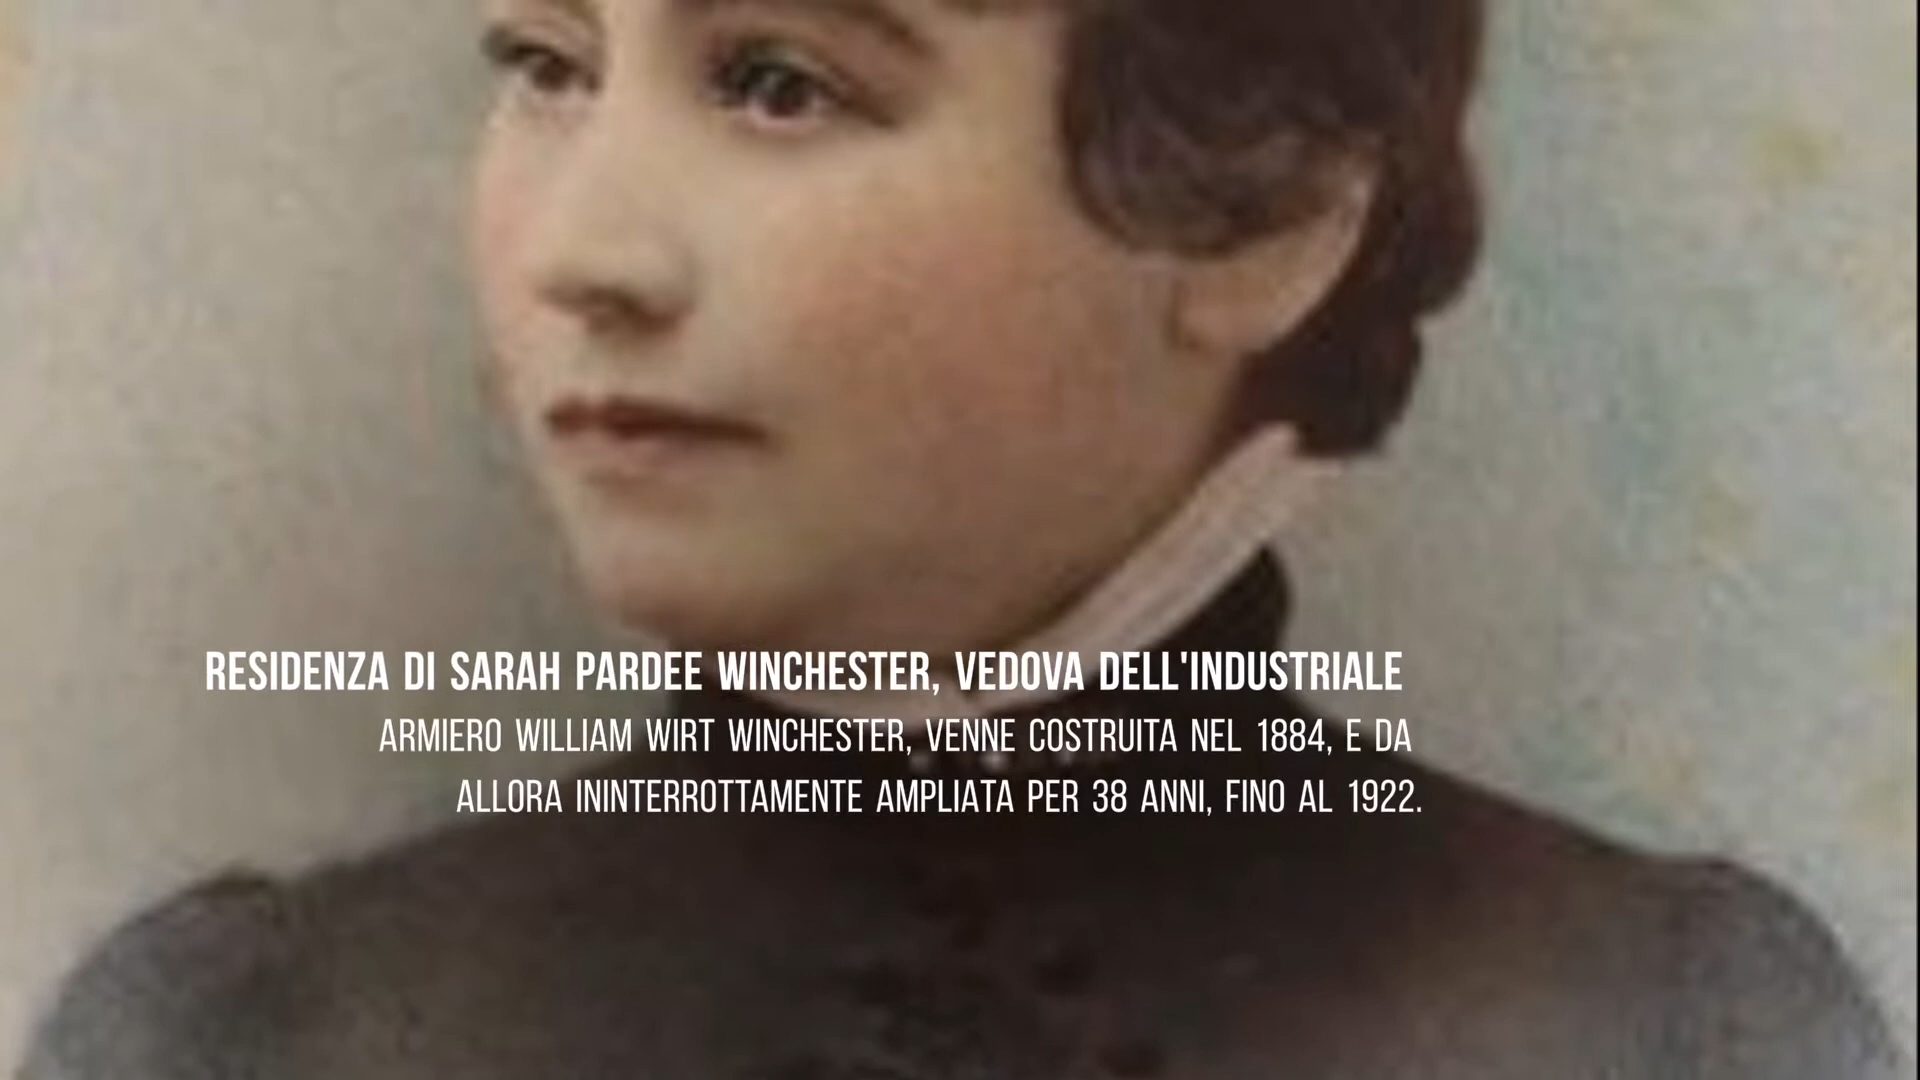 RESIDENZA DI SARAH PARDEE WINCHESTER, VEDOVA DELL'INDUSTRIALE
ARMIERO WILLIAM WIRT WINCHESTER, VENNE COSTRUITA NEL 1884, E DA
ALLORA ININTERROTTAMENTE AMPLIATA PER 38 ANNI, FINO AL 1922.